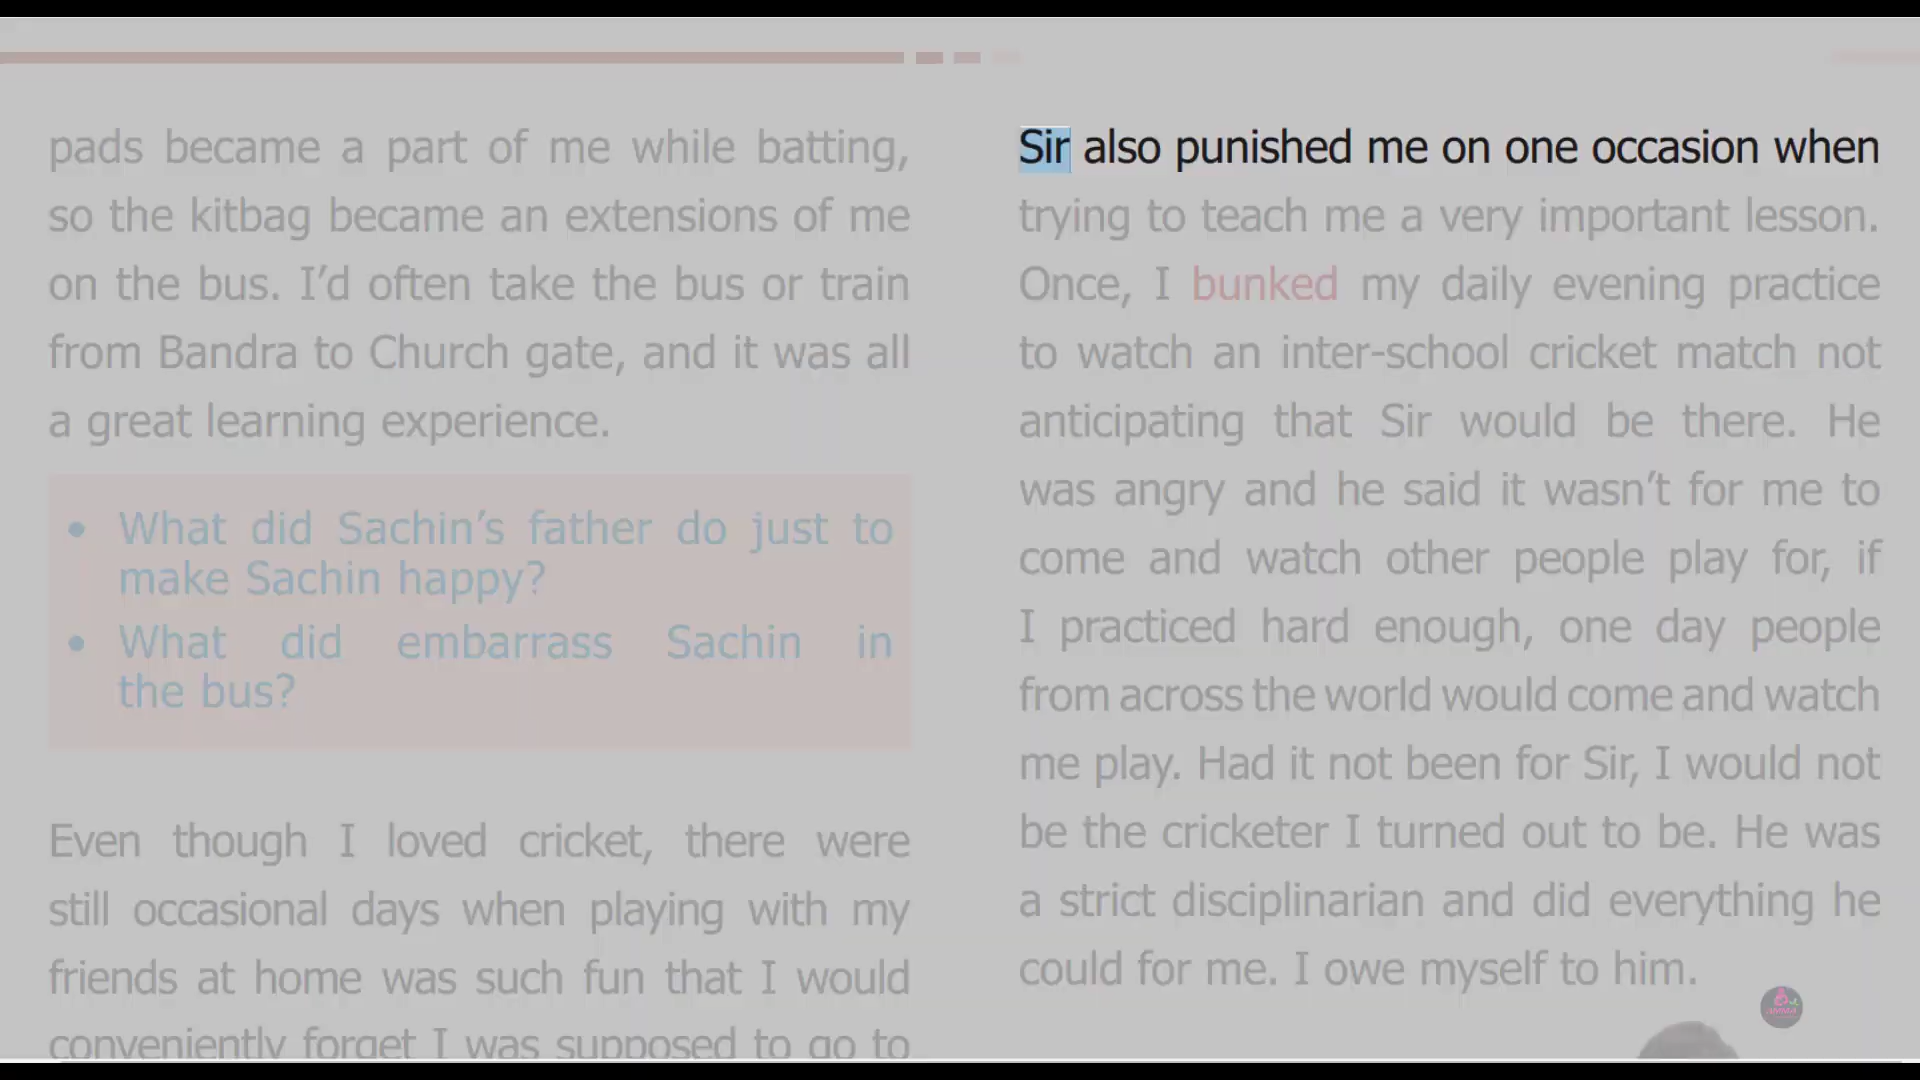 pads became a part of me while batting,
so the kitbag became an extensions of me
on the bus. I’d often take the bus or train
from Bandra to Church gate, and it was all
a great learning experience.
• What did Sachin’s father do just to
make Sachin happy?
• What did embarrass Sachin in
the bus?
Even though I loved cricket, there were
still occasional days when playing with my
friends at home was such fun that I would
conveniently forget I was supposed to go to
Sir also punished me on one occasion when
trying to teach me a very important lesson.
Once, I bunked my daily evening practice
to watch an inter-school cricket match not
anticipating that Sir would be there. He
was angry and he said it wasn’t for me to
come and watch other people play for, if
I practiced hard enough, one day people
from across the world would come and watch
me play. Had it not been for Sir, I would not
be the cricketer I turned out to be. He was
a strict disciplinarian and did everything he
could for me. I owe myself to him.
AMMA